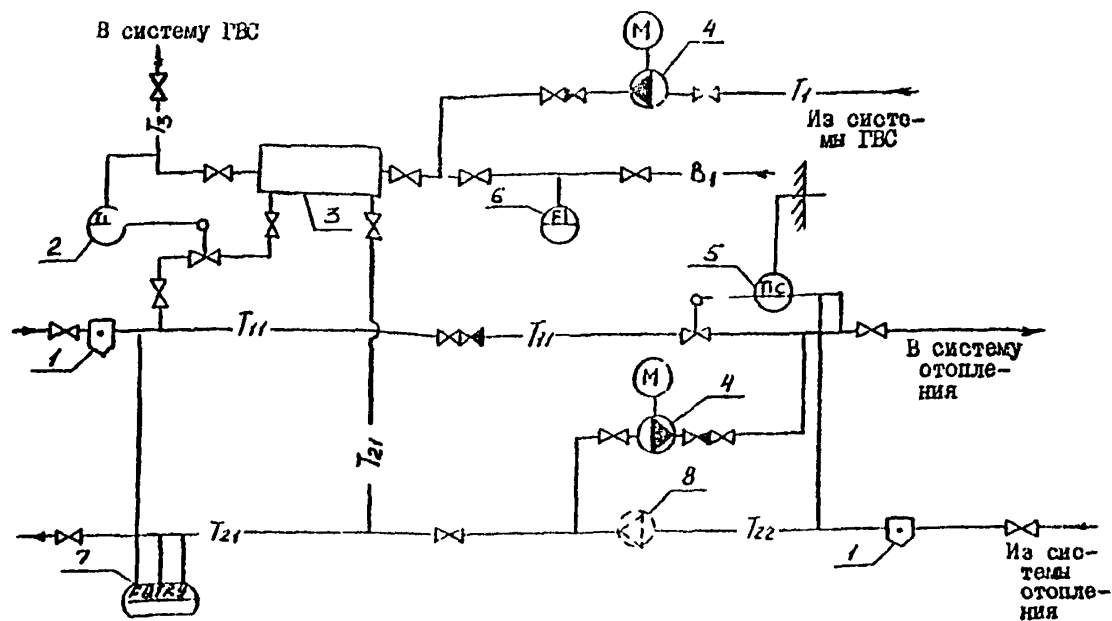 В систему ГВС
М
4
Т3
Т1
Из систе-
мы ГВС
В1
6
FI
2
3
5
ПС
Т11
Т11
1
В систему
отопле-
ния
М
4
Т21
8
Т21
Т22
1
7
Из сис-
темы
отопле-
ния